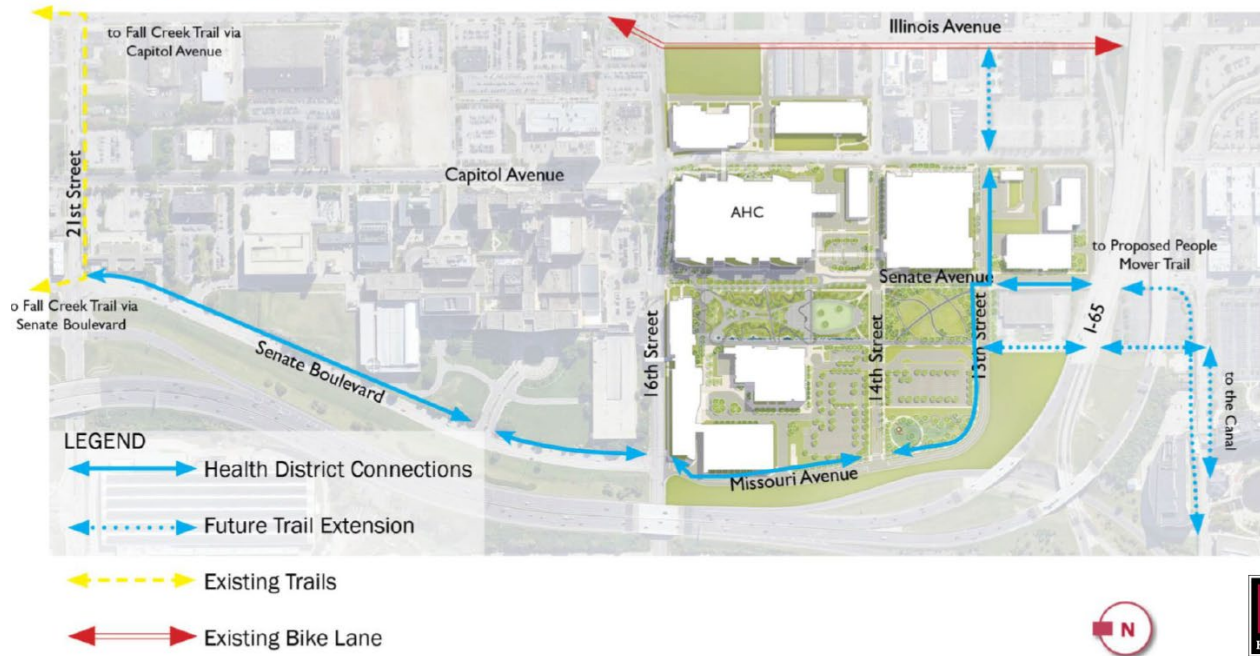 to Fall Creek Trail via
Capitol Avenue
Illinois Avenue
21st Street
Capitol Avenue
AHC
to Proposed People
Mover Trail
Senate Avenue
o Fall Creek Trail via
Senate Boulevard
I-65
16th Street
14th Street
13th Street
Senate Boulevard
to the Canal
Missouri Avenue
LEGEND
Health District Connections
Future Trail Extension
Existing Trails
Existing Bike Lane
N